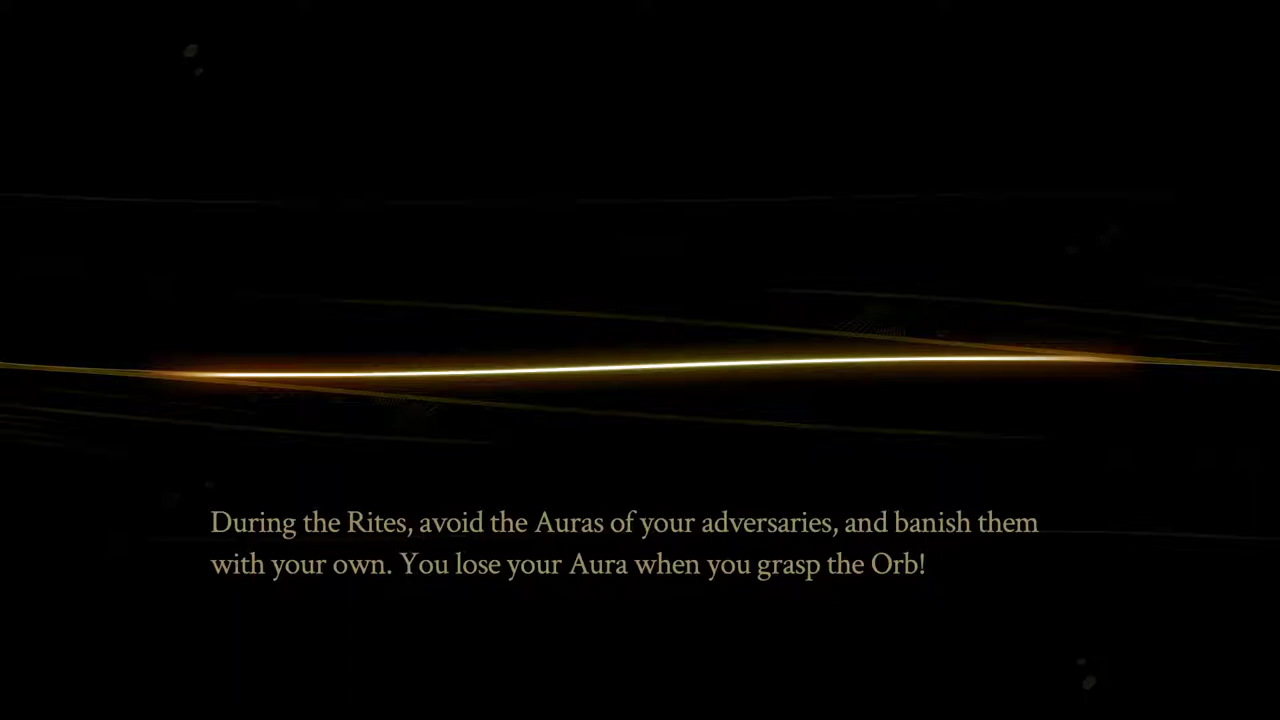 During the Rites, avoid the Auras of your adversaries, and banish them
with your own. You lose your Aura when you grasp the Orb!